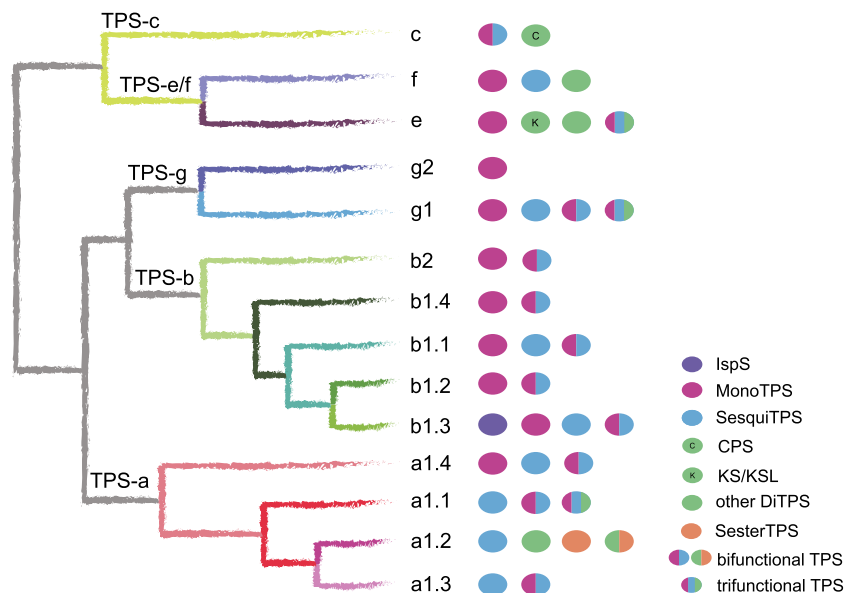 TPS-c
c
C
TPS-e/f
f
e
K
TPS-g
g2
g1
TPS-b
b2
b1.4
b1.1
b1.2
b1.3
TPS-a
a1.4
a1.1
a1.2
a1.3
IspS
MonoTPS
SesquiTPS
C CPS
K KS/KSL
other DiTPS
SesterTPS
bifunctional TPS
trifunctional TPS